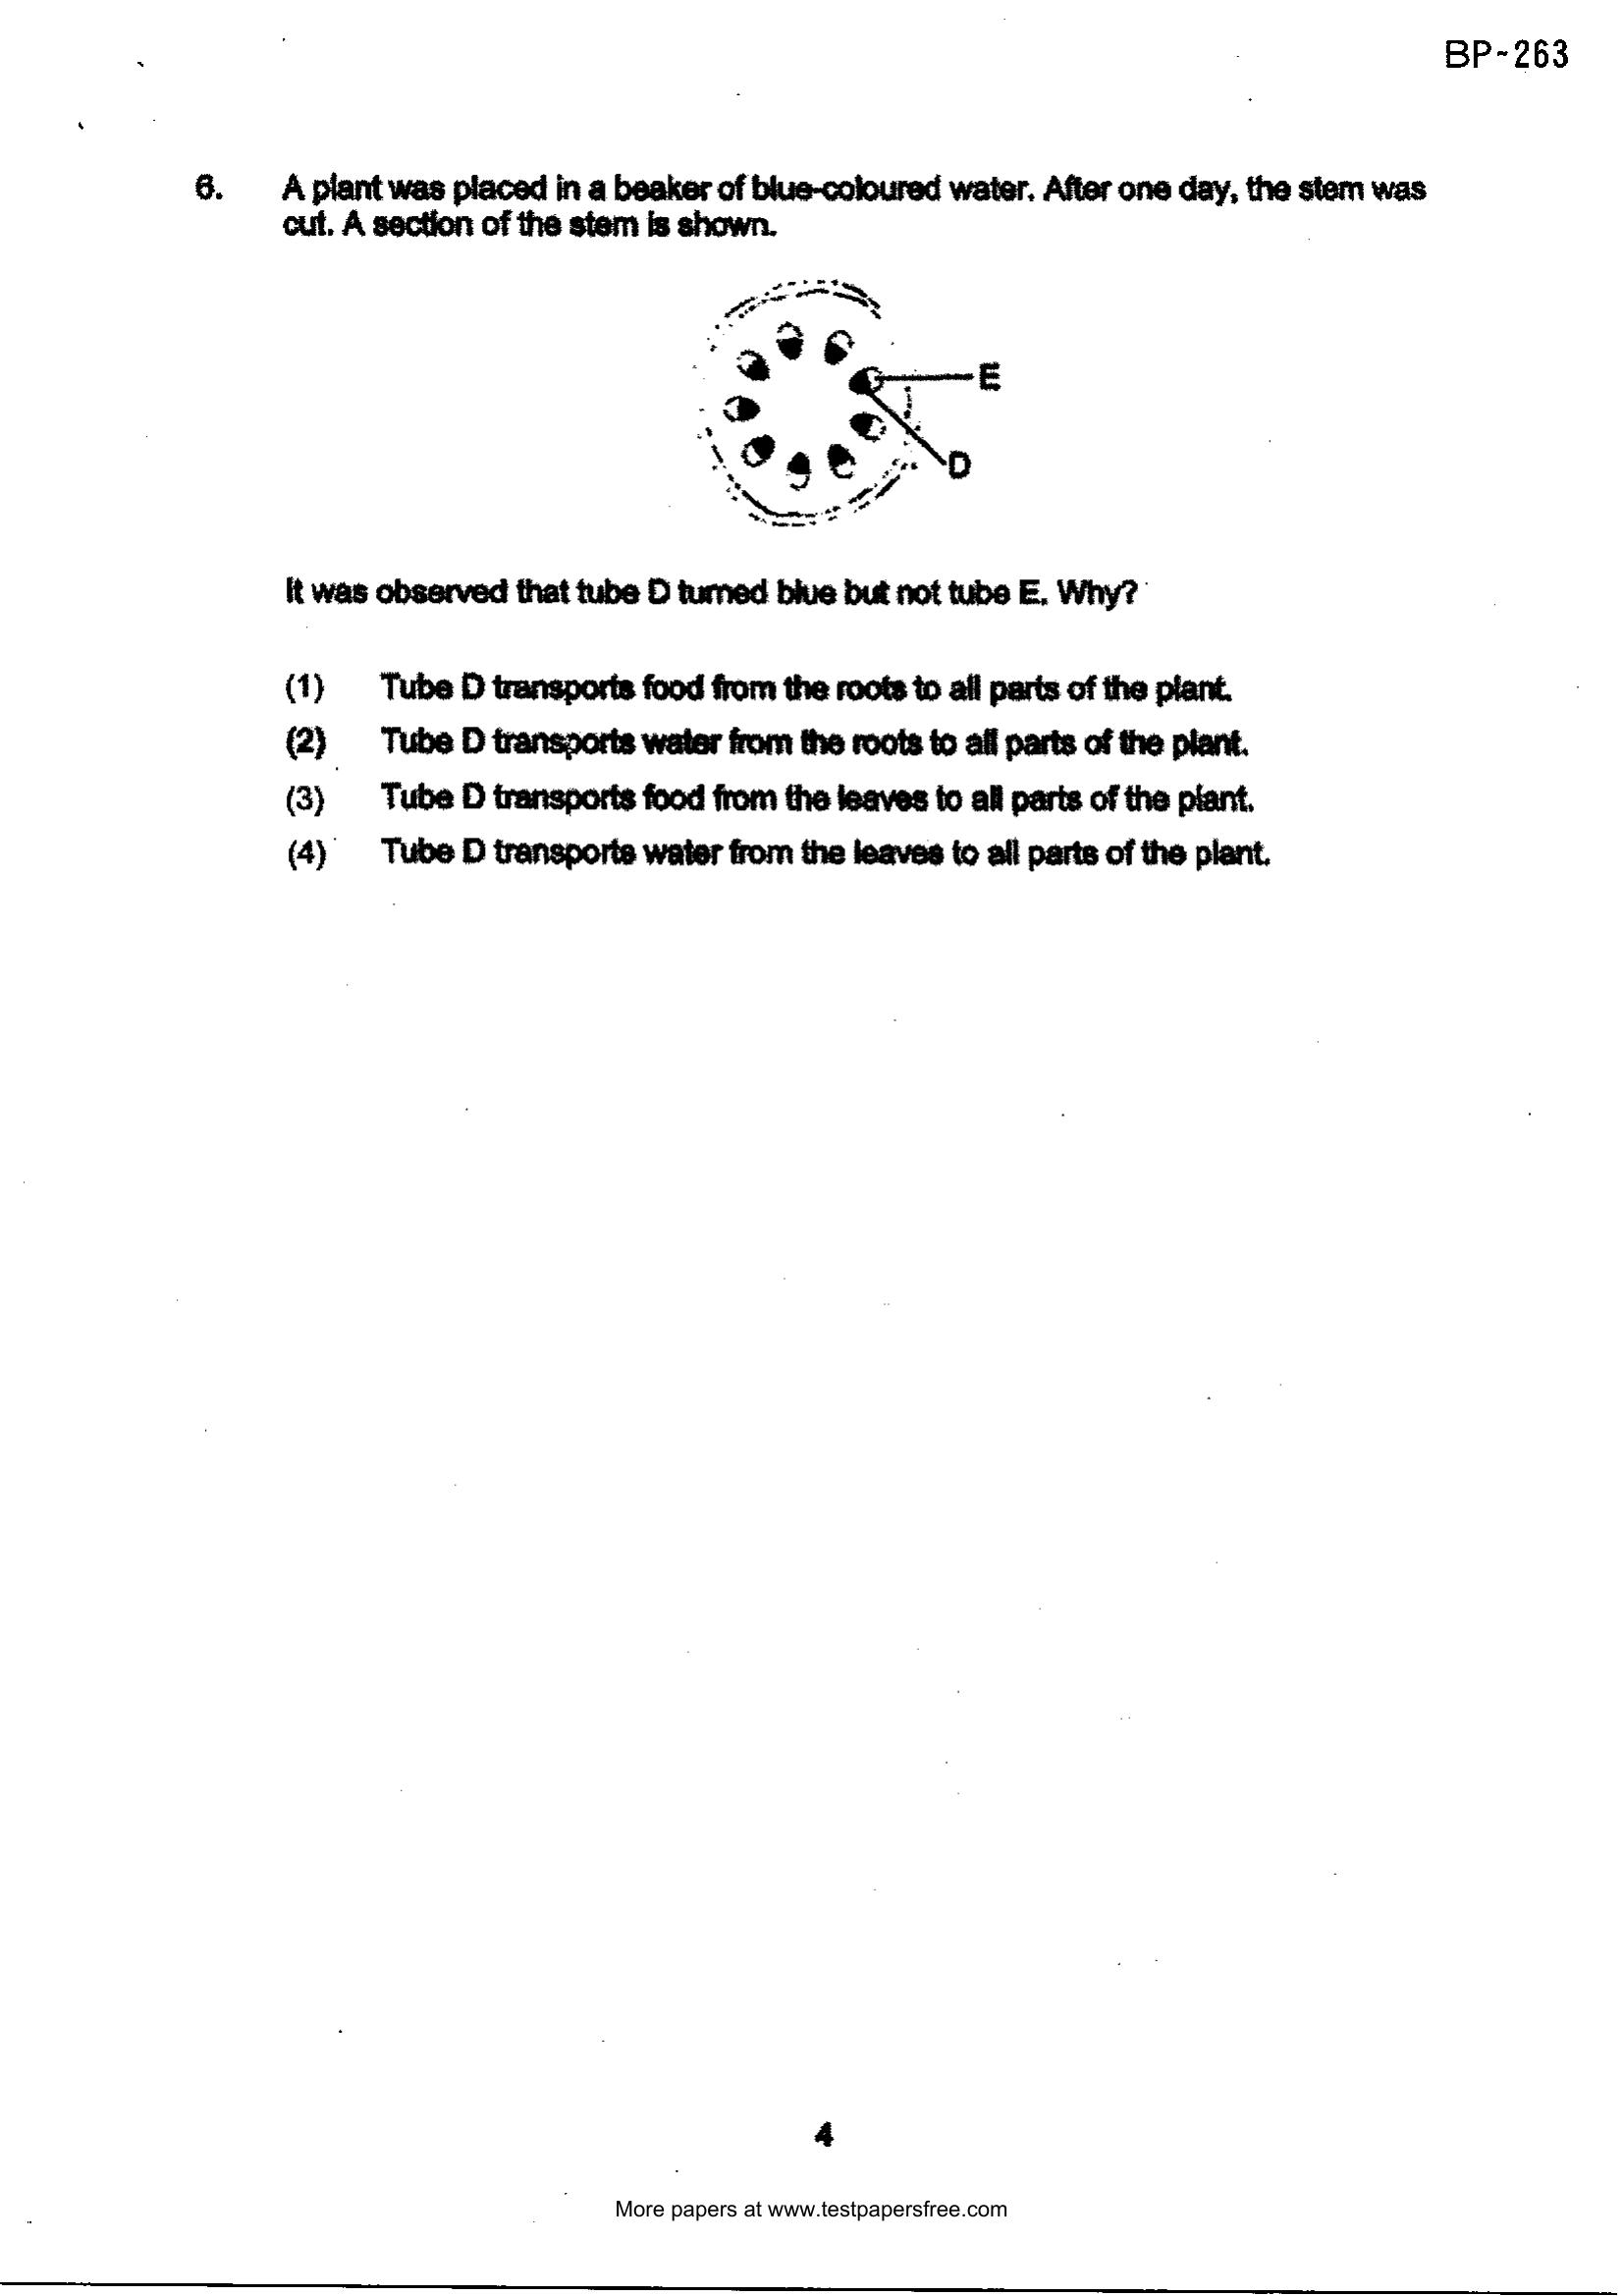 BP-263
6. A plant was placed in a beaker of blue-coloured water. After one day, the stem was
cut. A section of the stem is shown.
E
D
It was observed that tube D turned blue but not tube E. Why?
(1) Tube D transports food from the roots to all parts of the plant.
(2) Tube D transports water from the roots to all parts of the plant.
(3) Tube D transports food from the leaves to all parts of the plant.
(4) Tube D transports water from the leaves to all parts of the plant.
4
More papers at www.testpapersfree.com